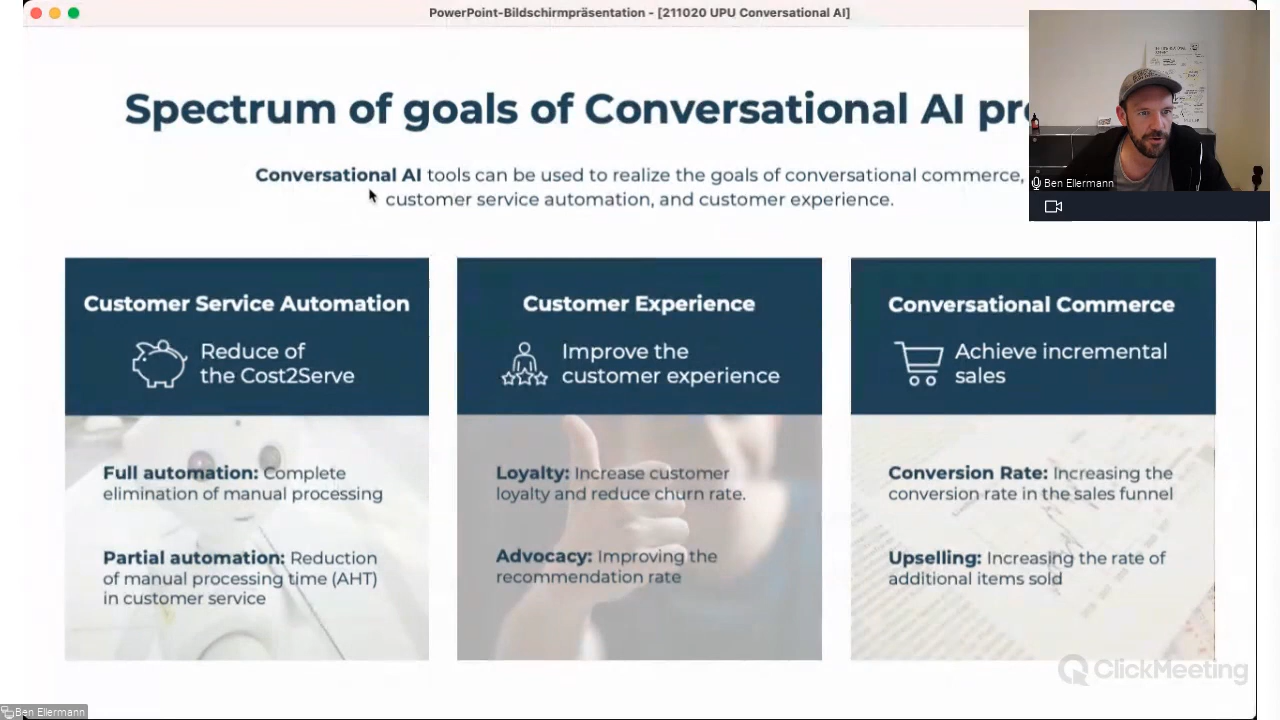 PowerPoint-Bildschirmpräsentation - [211020 UPU Conversational AI]
Spectrum of goals of Conversational AI
Conversational AI tools can be used to realize the goals of conversational commerce,
customer service automation, and customer experience.
Ben Ellermann
Customer Service Automation
Reduce of
the Cost2Serve
Full automation: Complete
elimination of manual processing
Partial automation: Reduction
of manual processing time (AHT)
in customer service
Customer Experience
Improve the
customer experience
Loyalty: Increase customer
loyalty and reduce churn rate.
Advocacy: Improving the
recommendation rate
Conversational Commerce
Achieve incremental
sales
Conversion Rate: Increasing the
conversion rate in the sales funnel
Upselling: Increasing the rate of
additional items sold
ClickMeeting
Ben Ellermann